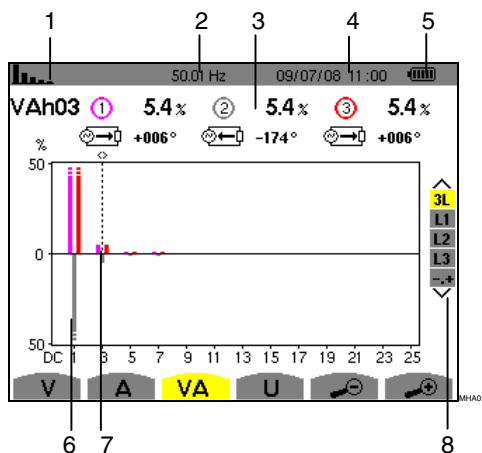 1 2 3 4 5
50.01 Hz 09/07/08 11:00
VAh03 1 5.4% 2 5.4% 3 5.4%
+006° -174° +006°
%
50
0
50
DC 1 3 5 7 9 11 13 15 17 19 21 23 25
3L
L1
L2
L3
-.+
V A VA U
6 7 8